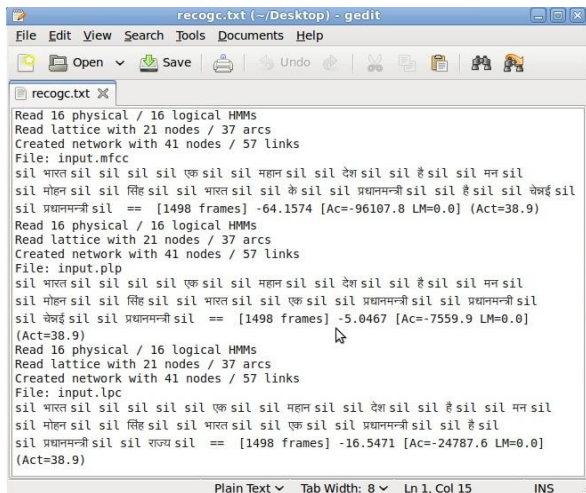 recogc.txt (~/Desktop) - gedit
File Edit View Search Tools Documents Help
Open Save Undo
recogc.txt
Read 16 physical / 16 logical HMMs
Read lattice with 21 nodes / 37 arcs
Created network with 41 nodes / 57 links
File: input.mfcc
sil भारत sil sil sil sil एक sil sil महान sil sil देश sil sil है sil sil मन sil
sil मोहन sil sil सिंह sil sil भारत sil sil के sil sil प्रधानमन्त्री sil sil है sil sil चेन्नई sil
sil प्रधानमन्त्री sil == [1498 frames] -64.1574 [Ac=-96107.8 LM=0.0] (Act=38.9)
Read 16 physical / 16 logical HMMs
Read lattice with 21 nodes / 37 arcs
Created network with 41 nodes / 57 links
File: input.plp
sil भारत sil sil sil sil एक sil sil महान sil sil देश sil sil है sil sil मन sil
sil मोहन sil sil सिंह sil sil भारत sil sil एक sil sil प्रधानमन्त्री sil sil प्रधानमन्त्री sil
sil चेन्नई sil sil प्रधानमन्त्री sil == [1498 frames] -5.0467 [Ac=-7559.9 LM=0.0]
(Act=38.9)
Read 16 physical / 16 logical HMMs
Read lattice with 21 nodes / 37 arcs
Created network with 41 nodes / 57 links
File: input.lpc
sil भारत sil sil sil sil sil एक sil sil महान sil sil देश sil sil है sil sil मन sil
sil मोहन sil sil सिंह sil sil भारत sil sil एक sil sil प्रधानमन्त्री sil sil है sil
sil प्रधानमन्त्री sil sil राज्य sil == [1498 frames] -16.5471 [Ac=-24787.6 LM=0.0]
(Act=38.9)
Plain Text Tab Width: 8 Ln 1, Col 15 INS